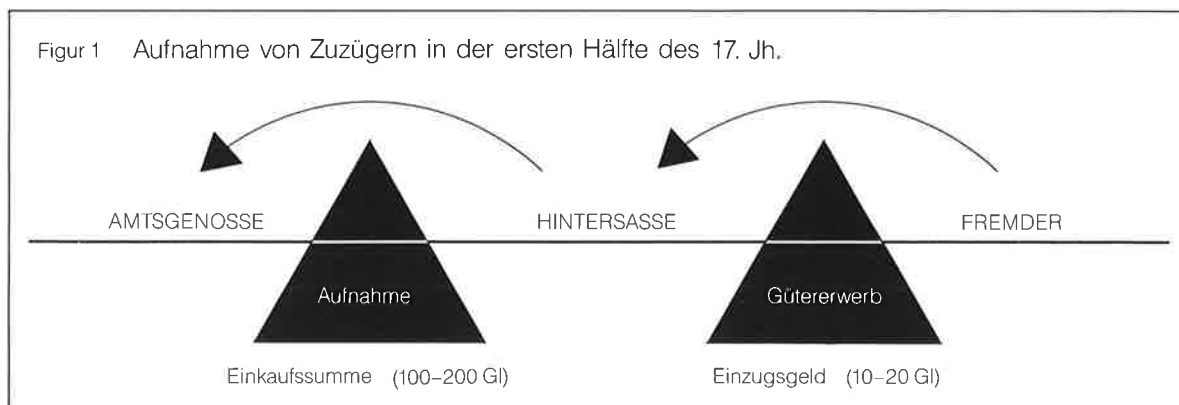 Figur 1 Aufnahme von Zuzügern in der ersten Hälfte des 17. Jh.
AMTSGENOSSE HINTERSASSE FREMDER
Aufnahme Gütererwerb
Einkaufssumme (100–200 Gl) Einzugsgeld (10–20 Gl)